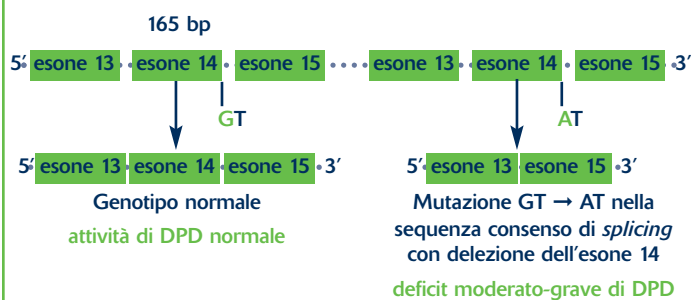 165 bp
5′ esone 13 esone 14 esone 15 esone 13 esone 14 esone 15 3′
GT AT
5′ esone 13 esone 14 esone 15 3′ 5′ esone 13 esone 15 3′
Genotipo normale
attività di DPD normale
Mutazione GT → AT nella
sequenza consenso di splicing
con delezione dell’esone 14
deficit moderato-grave di DPD